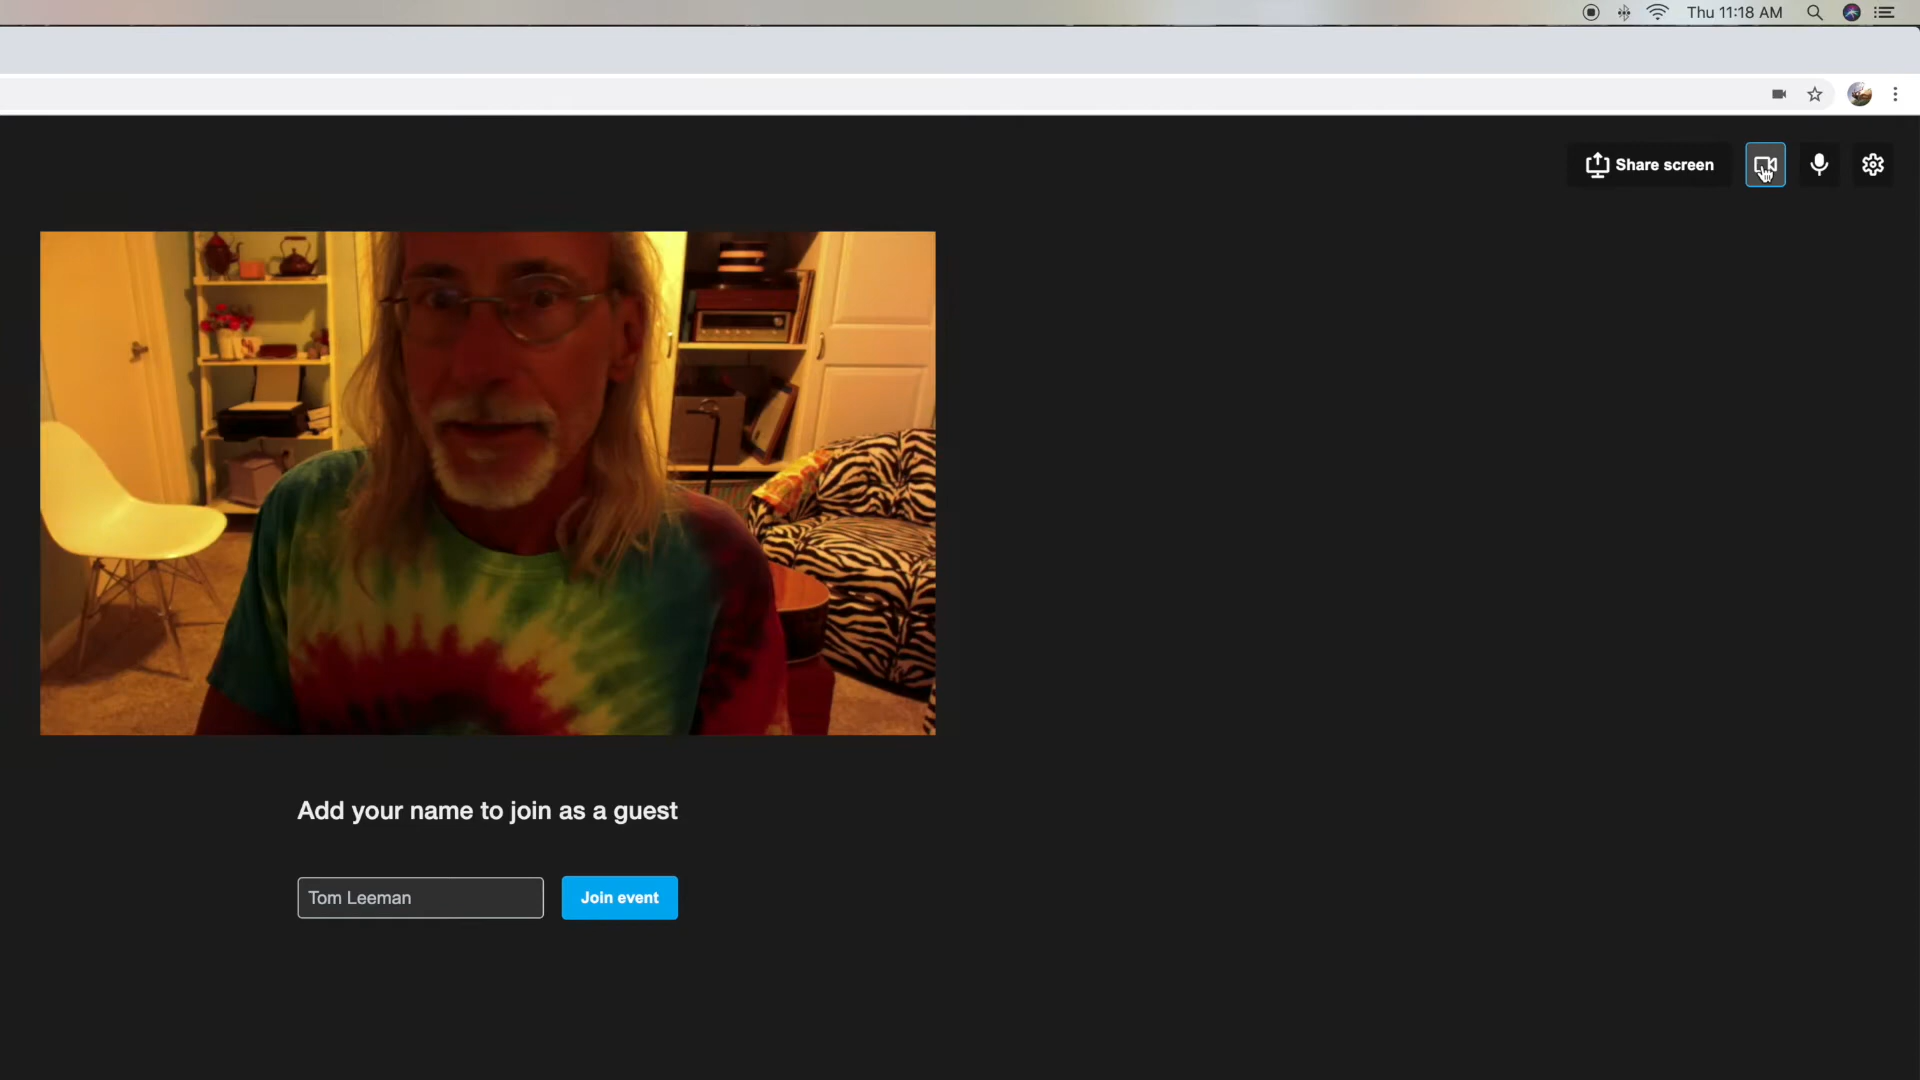 Thu 11:18 AM
Share screen
Add your name to join as a guest
Tom Leeman
Join event